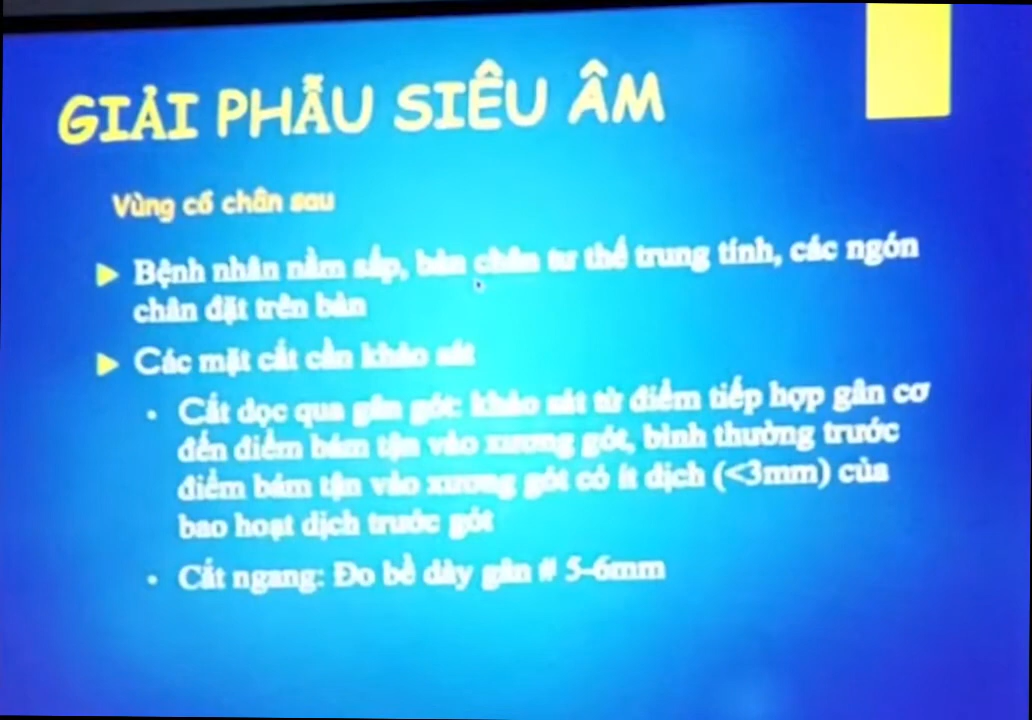 GIẢI PHẪU SIÊU ÂM
Vùng cổ chân sau
Bệnh nhân nằm sấp, bàn chân tư thế trung tính, các ngón
chân đặt trên bàn
Các mặt cắt cần khảo sát
Cắt dọc qua gân gót: khảo sát từ điểm tiếp hợp gân cơ
đến điểm bám tận vào xương gót, bình thường trước
điểm bám tận vào xương gót có ít dịch (<3mm) của
bao hoạt dịch trước gót
Cắt ngang: Đo bề dày gân # 5-6mm